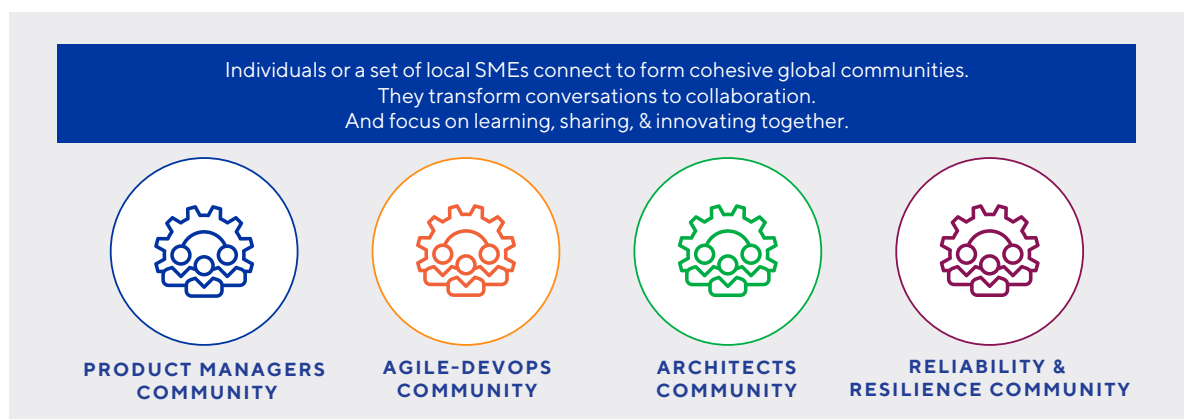 Individuals or a set of local SMEs connect to form cohesive global communities.
They transform conversations to collaboration.
And focus on learning, sharing, & innovating together.
PRODUCT MANAGERS
COMMUNITY
AGILE-DEVOPS
COMMUNITY
ARCHITECTS
COMMUNITY
RELIABILITY &
RESILIENCE COMMUNITY